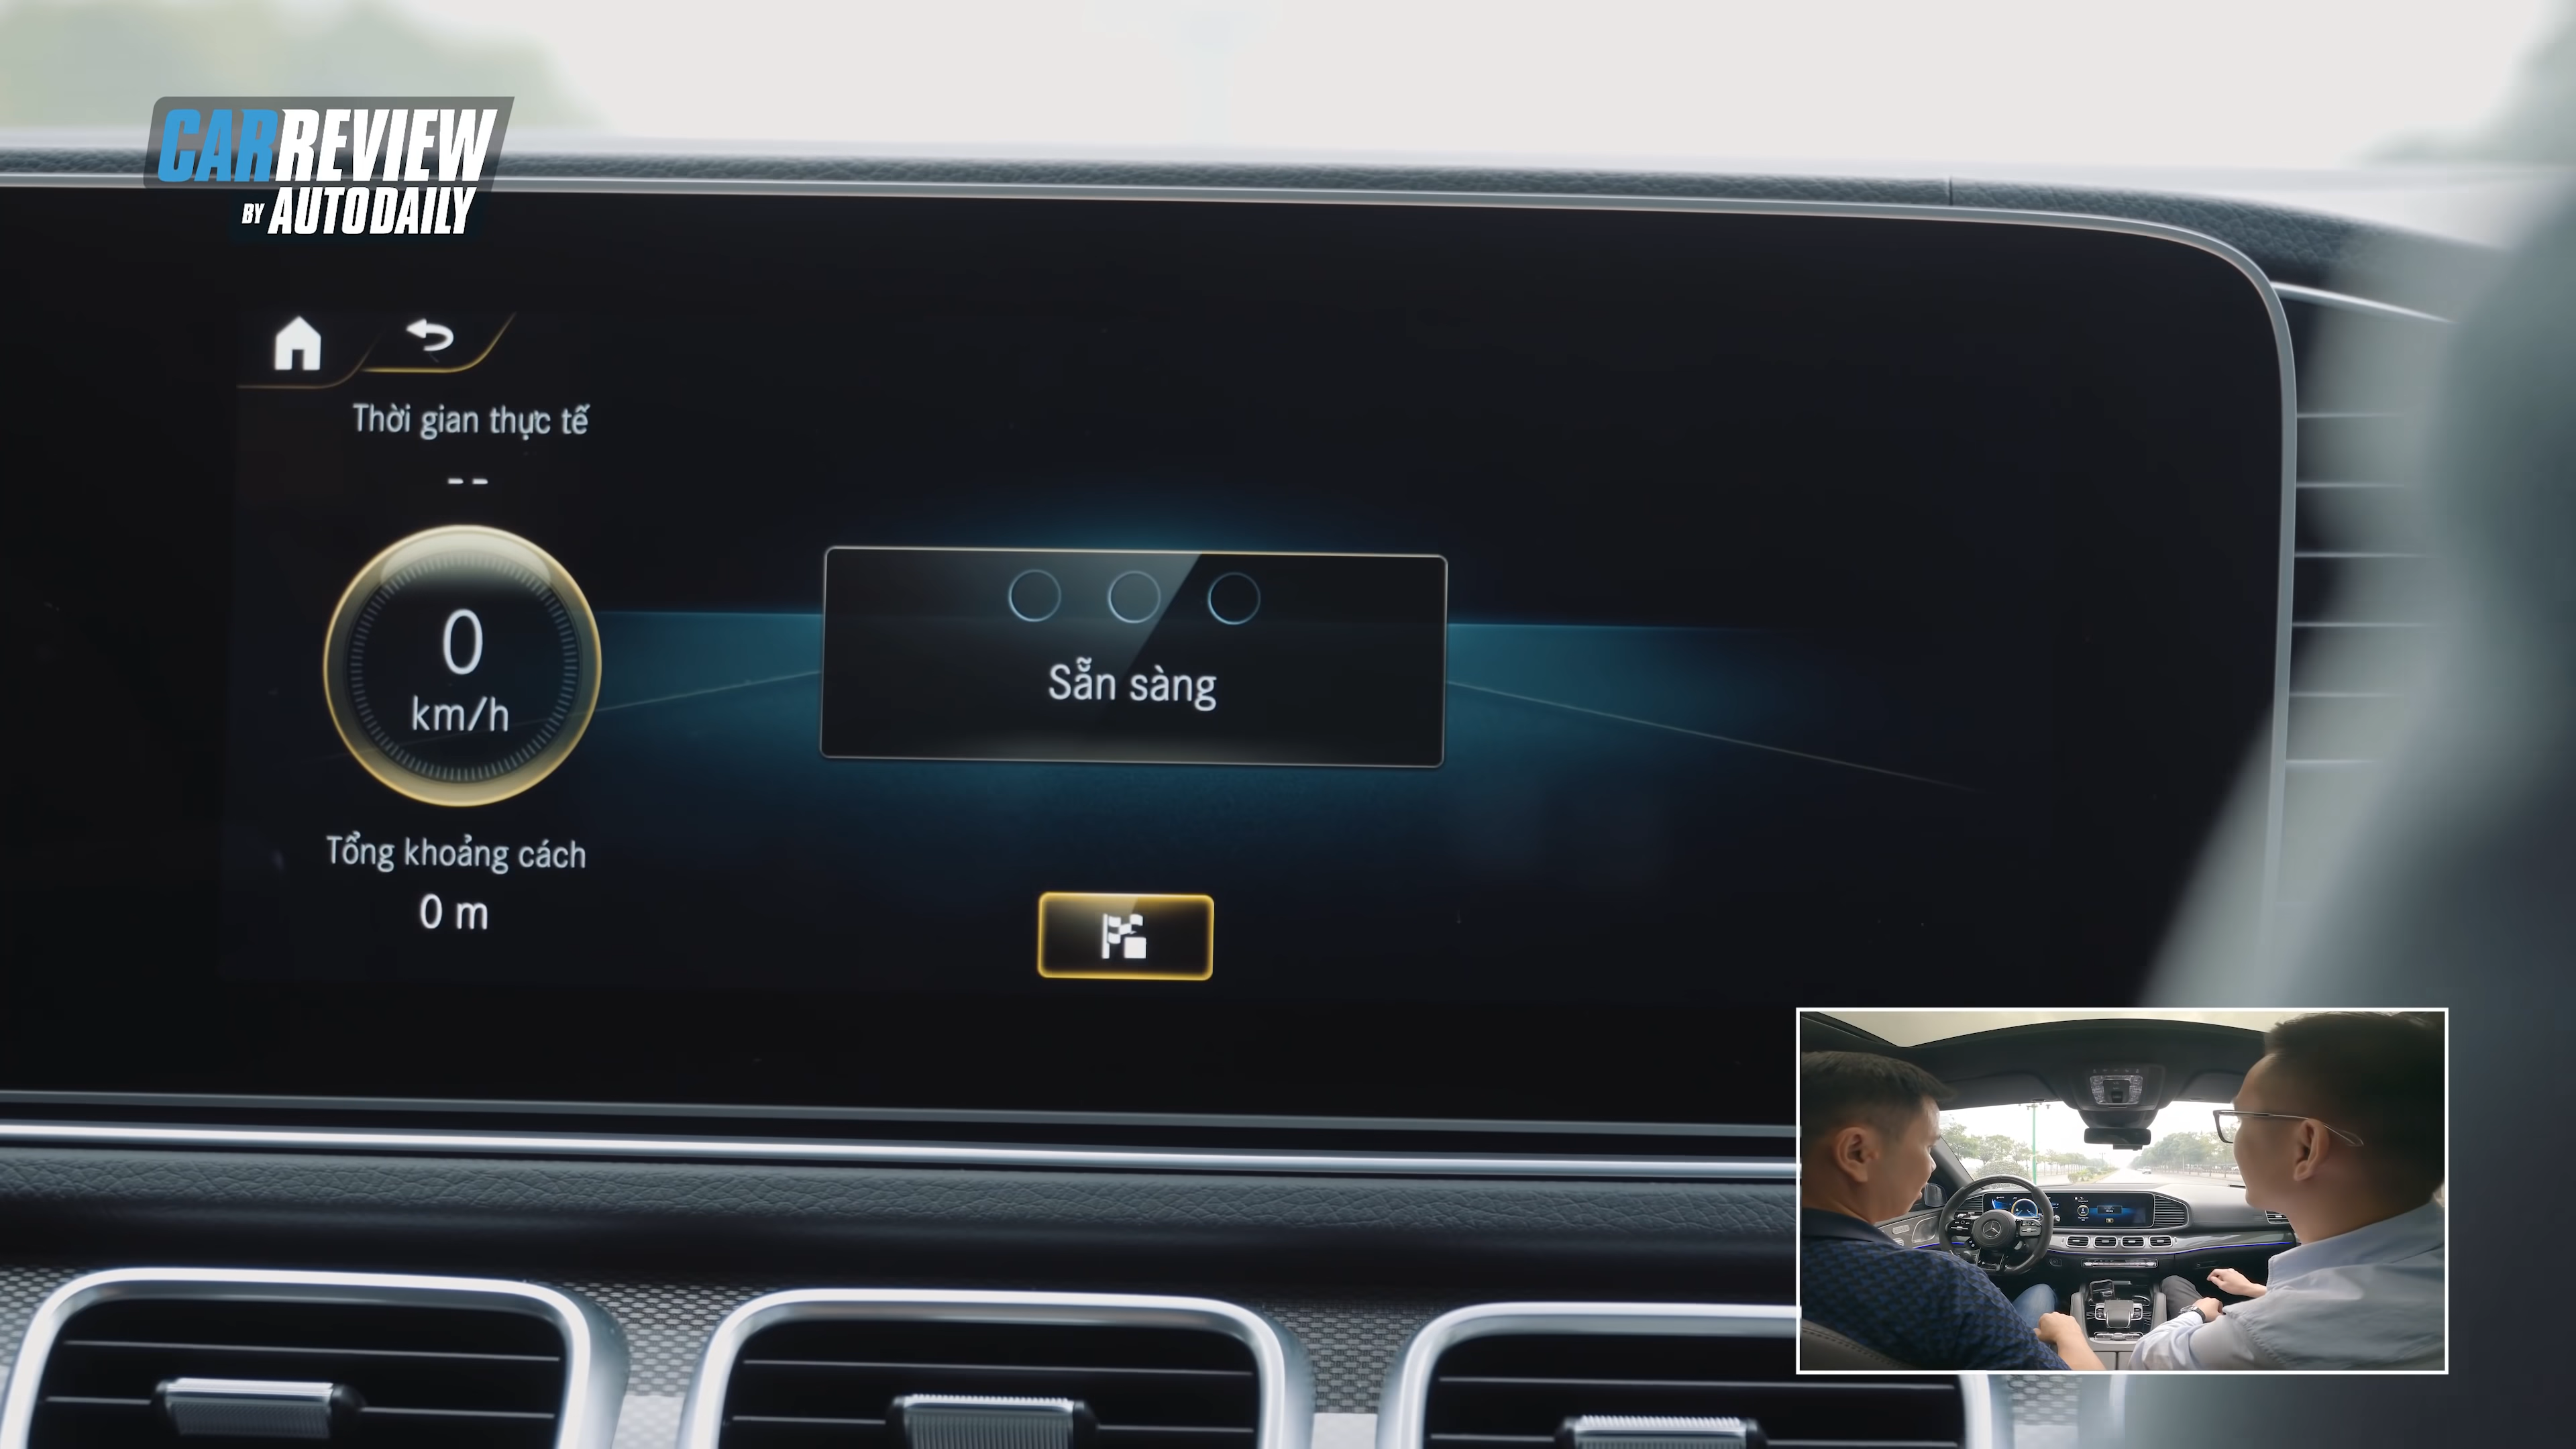 CARREVIEW
BY AUTODAILY
Thời gian thực tế
--
0
km/h
Sẵn sàng
Tổng khoảng cách
0 m